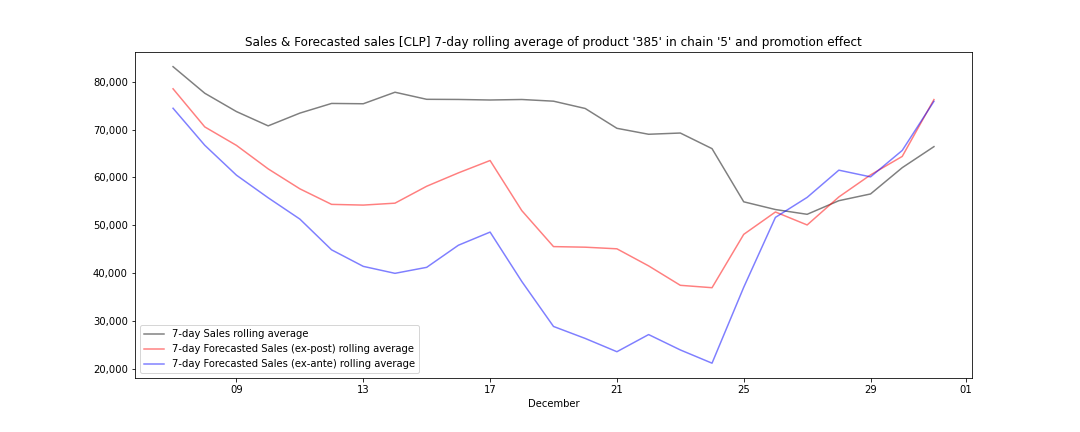 Sales & Forecasted sales [CLP] 7-day rolling average of product '385' in chain '5' and promotion effect
80,000
70,000
60,000
50,000
40,000
30,000
20,000
7-day Sales rolling average
7-day Forecasted Sales (ex-post) rolling average
7-day Forecasted Sales (ex-ante) rolling average
09 13 17 21 25 29 01
December